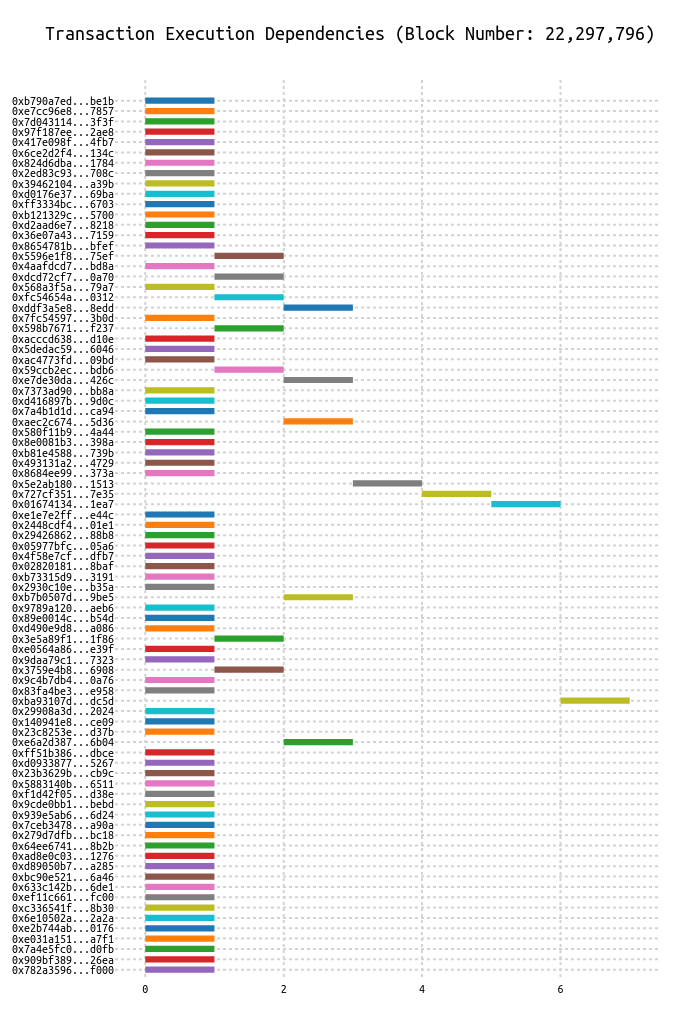 Transaction Execution Dependencies (Block Number: 22,297,796)
0xb790a7ed...be1b
0xe7cc96e8...7857
0x7d043114...3f3f
0x97f187ee...2ae8
0x417e098f...4fb7
0x6ce2d2f4...134c
0x824d6dba...1784
0x2ed83c93...708c
0x39462104...a39b
0xd0176e37...69ba
0xff3334bc...6703
0xb121329c...5700
0xd2aad6e7...8218
0x36e07a43...7159
0x8654781b...bfef
0x5596e1f8...75ef
0x4aafdcd7...bd8a
0xdcd72cf7...0a70
0x568a3f5a...79a7
0xfc54654a...0312
0xddf3a5e8...8edd
0x7fc54597...3b0d
0x598b7671...f237
0xacccd638...d10e
0x5dedac59...6046
0xac4773fd...09bd
0x59ccb2ec...bdb6
0xe7de30da...426c
0x7373ad90...bb8a
0xd416897b...9d0c
0x7a4b1d1d...ca94
0xaec2c674...5d36
0x580f11b9...4a44
0x8e0081b3...398a
0xb81e4588...739b
0x493131a2...4729
0x8684ee99...373a
0x5e2ab180...1513
0x727cf351...7e35
0x01674134...1ea7
0xe1e7e2ff...e44c
0x2448cdf4...01e1
0x29426862...88b8
0x05977bfc...05a6
0x4f58e7cf...dfb7
0x02820181...8baf
0xb73315d9...3191
0x2930c10e...b35a
0xb7b0507d...9be5
0x9789a120...aeb6
0x89e0014c...b54d
0xd490e9d8...a086
0x3e5a89f1...1f86
0xe0564a86...e39f
0x9daa79c1...7323
0x3759e4b8...6908
0x9c4b7db4...0a76
0x83fa4be3...e958
0xba93107d...dc5d
0x29908a3d...2024
0x140941e8...ce09
0x23c8253e...d37b
0xe6a2d387...6b04
0xff51b386...dbce
0xd0933877...5267
0x23b3629b...cb9c
0x5883140b...6511
0xf1d42f05...d38e
0x9cde0bb1...bebd
0x939e5ab6...6d24
0x7ceb3478...a90a
0x279d7dfb...bc18
0x64ee6741...8b2b
0xad8e0c03...1276
0xd89050b7...a285
0xbc90e521...6a46
0x633c142b...6de1
0xef11c661...fc00
0xc336541f...8b30
0x6e10502a...2a2a
0xe2b744ab...0176
0xe031a151...a7f1
0x7a4e5fc0...d0fb
0x909bf389...26ea
0x782a3596...f000
0 2 4 6